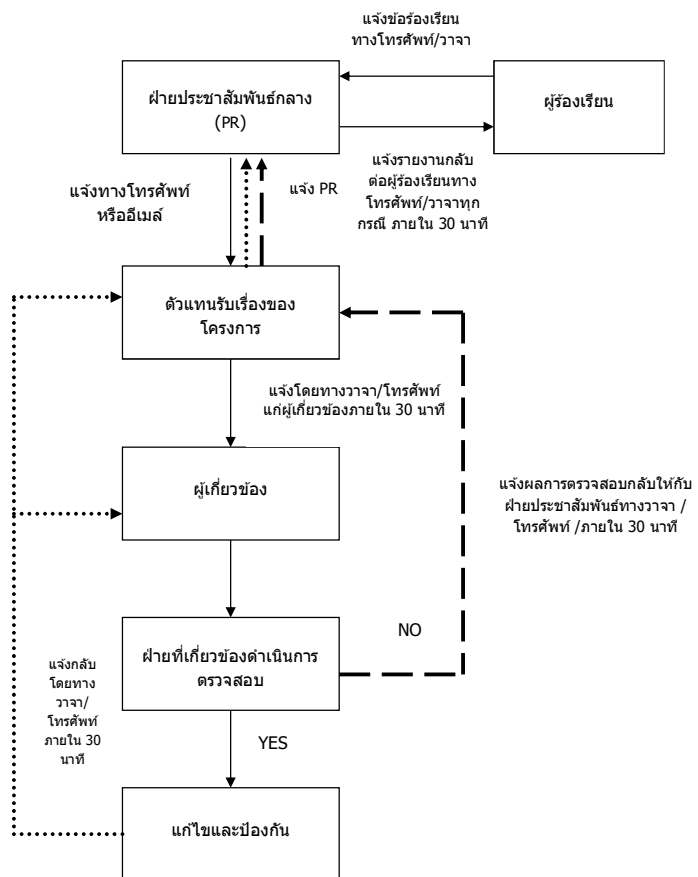 แจ้งข้อร้องเรียน
ทางโทรศัพท์/วาจา
ฝ่ายประชาสัมพันธ์กลาง
(PR)
ผู้ร้องเรียน
แจ้งทางโทรศัพท์
หรืออีเมล์
แจ้ง PR
แจ้งรายงานกลับ
ต่อผู้ร้องเรียนทาง
โทรศัพท์/วาจาทุก
กรณี ภายใน 30 นาที
ตัวแทนรับเรื่องของ
โครงการ
แจ้งโดยทางวาจา/โทรศัพท์
แก่ผู้เกี่ยวข้องภายใน 30 นาที
ผู้เกี่ยวข้อง
แจ้งผลการตรวจสอบกลับให้กับ
ฝ่ายประชาสัมพันธ์ทางวาจา /
โทรศัพท์ /ภายใน 30 นาที
NO
ฝ่ายที่เกี่ยวข้องดำเนินการ
ตรวจสอบ
แจ้งกลับ
โดยทาง
วาจา/
โทรศัพท์
ภายใน 30
นาที
YES
แก้ไขและป้องกัน